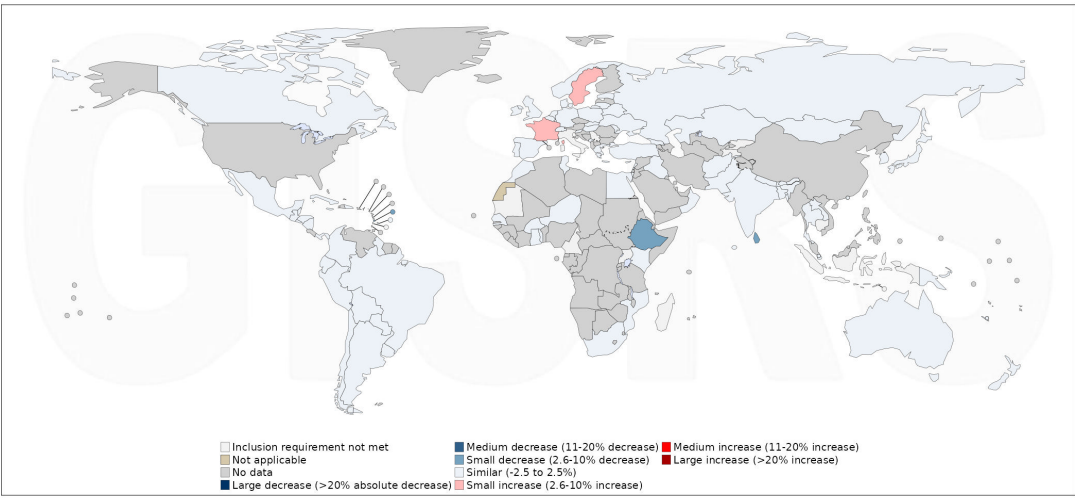 GISRS
Inclusion requirement not met
Not applicable
No data
Large decrease (>20% absolute decrease)
Medium decrease (11-20% decrease)
Small decrease (2.6-10% decrease)
Similar (-2.5 to 2.5%)
Small increase (2.6-10% increase)
Medium increase (11-20% increase)
Large increase (>20% increase)